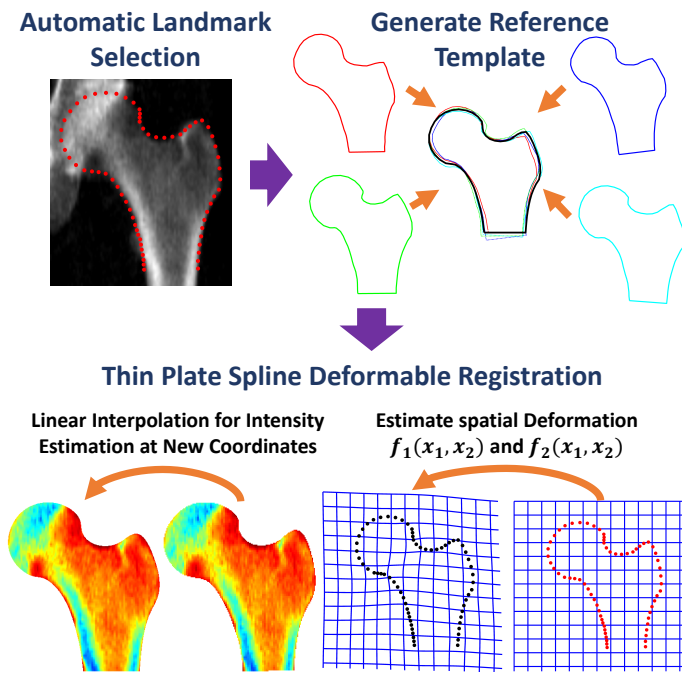 Automatic Landmark
Selection
Generate Reference
Template
Thin Plate Spline Deformable Registration
Linear Interpolation for Intensity
Estimation at New Coordinates
Estimate spatial Deformation
𝒇₁(𝒙₁, 𝒙₂) and 𝒇₂(𝒙₁, 𝒙₂)